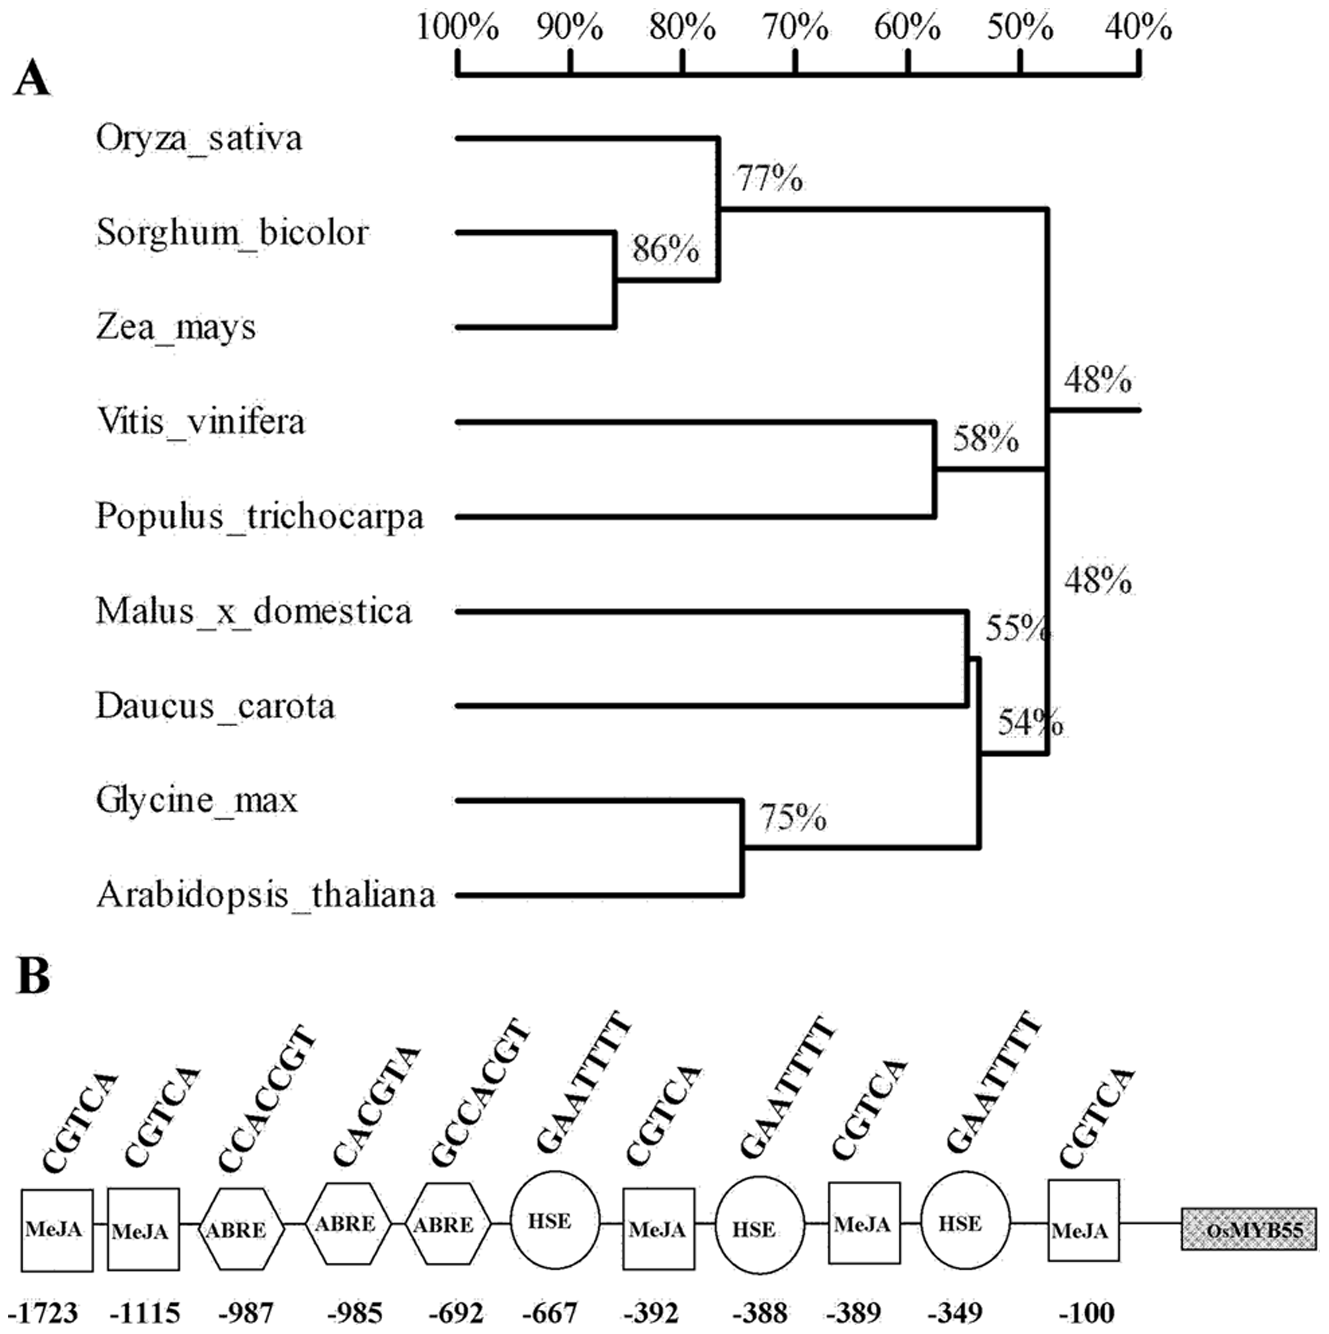 100% 90% 80% 70% 60% 50% 40%
A
Oryza_sativa
77%
Sorghum_bicolor
86%
Zea_mays
48%
Vitis_vinifera
58%
Populus_trichocarpa
48%
Malus_x_domestica
55%
Daucus_carota
54%
Glycine_max
75%
Arabidopsis_thaliana
B
CGTCA CGTCA CCACCGT CACGTA GCCACGT GAATTTT CGTCA GAATTTT CGTCA GAATTTT CGTCA
MeJA MeJA ABRE ABRE ABRE HSE MeJA HSE MeJA HSE MeJA OsMYB55
-1723 -1115 -987 -985 -692 -667 -392 -388 -389 -349 -100